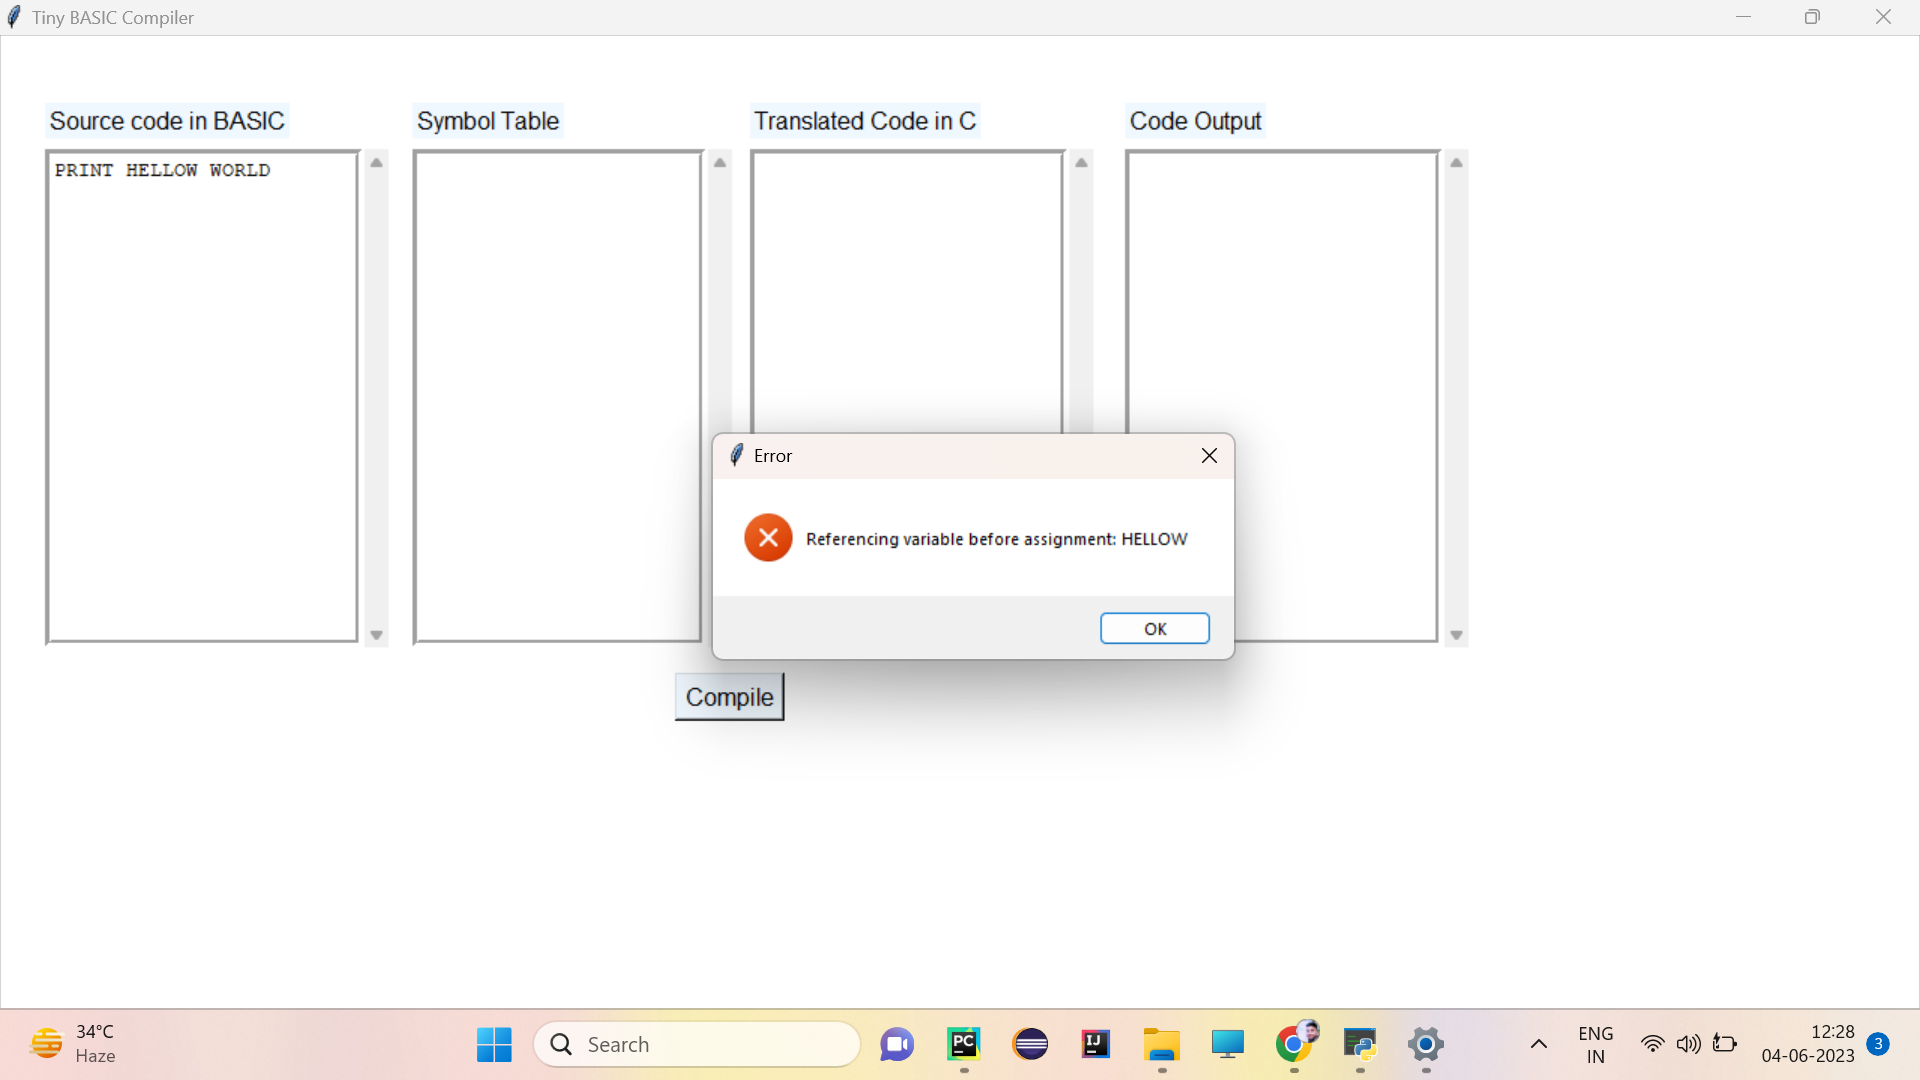 Tiny BASIC Compiler
Source code in BASIC
Symbol Table
Translated Code in C
Code Output
PRINT HELLOW WORLD
Error
Referencing variable before assignment: HELLOW
OK
Compile
34°C
Haze
Search
PC
IJ
ENG
IN
12:28
04-06-2023
3